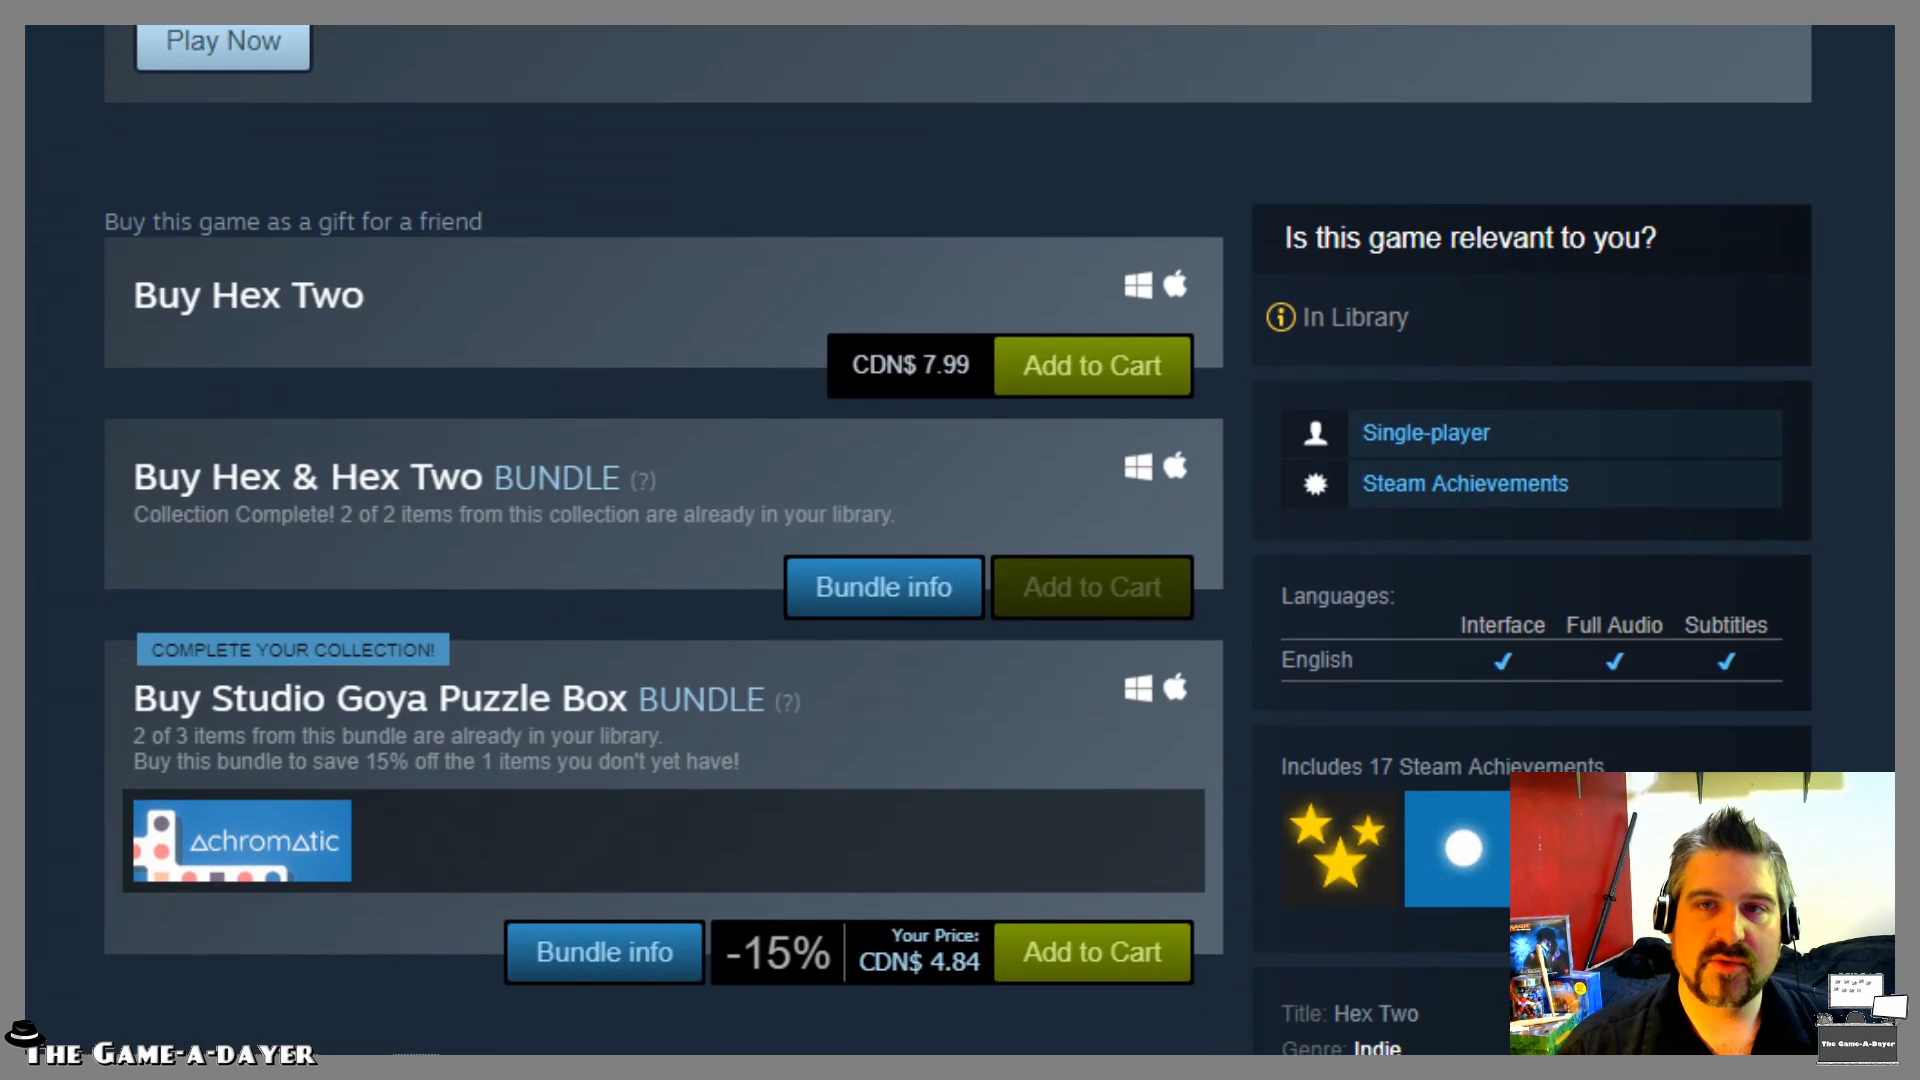 Play Now
Buy this game as a gift for a friend
Buy Hex Two
CDN$ 7.99
Add to Cart
Buy Hex & Hex Two BUNDLE (?)
Collection Complete! 2 of 2 items from this collection are already in your library.
Bundle info
Add to Cart
COMPLETE YOUR COLLECTION!
Buy Studio Goya Puzzle Box BUNDLE (?)
2 of 3 items from this bundle are already in your library.
Buy this bundle to save 15% off the 1 items you don't yet have!
Achromatic
Bundle info
-15%
Your Price:
CDN$ 4.84
Add to Cart
Is this game relevant to you?
In Library
Single-player
Steam Achievements
Languages:
Interface Full Audio Subtitles
English
Includes 17 Steam Achievements
Title: Hex Two
Genre: Indie
MAGIC
The Game-A-Dayer
THE GAME-A-DAYER